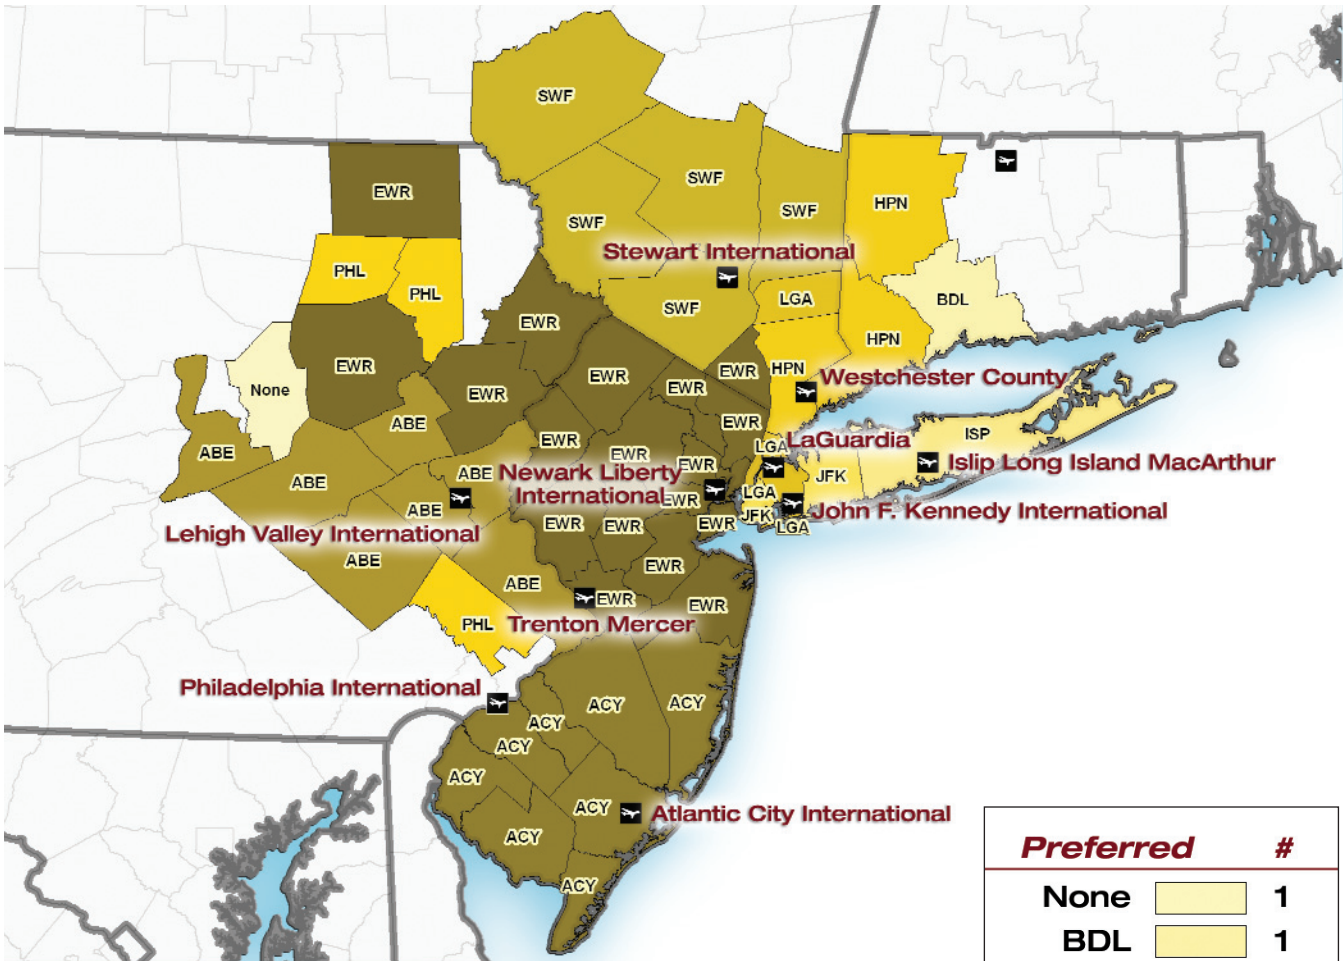 SWF
EWR
SWF
HPN
SWF
SWF
Stewart International
PHL
PHL
LGA
BDL
SWF
EWR
HPN
EWR
EWR
HPN
EWR
Westchester County
None
EWR
EWR
ABE
EWR
ISP
EWR
LGA
LaGuardia
ABE
EWR
EWR
Islip Long Island MacArthur
ABE
Newark Liberty
International
JFK
ABE
EWR
LGA
John F. Kennedy International
ABE
JFK
LGA
EWR
EWR
EWR
Lehigh Valley International
ABE
EWR
ABE
EWR
EWR
PHL
Trenton Mercer
Philadelphia International
ACY
ACY
ACY
ACY
ACY
ACY
Atlantic City International
ACY
ACY
Preferred #
None 1
BDL 1